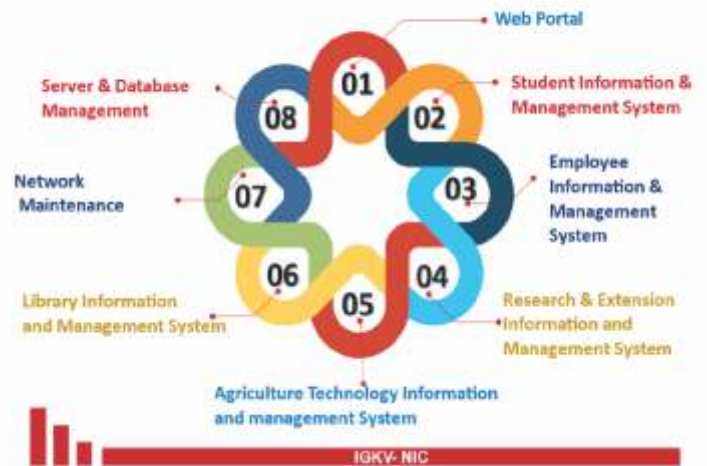 01
Web Portal
02
Student Information &
Management System
03
Employee
Information &
Management
System
04
Research & Extension
Information and
Management System
05
Agriculture Technology Information
and management System
06
Library Information
and Management System
07
Network
Maintenance
08
Server & Database
Management
IGKV- NIC